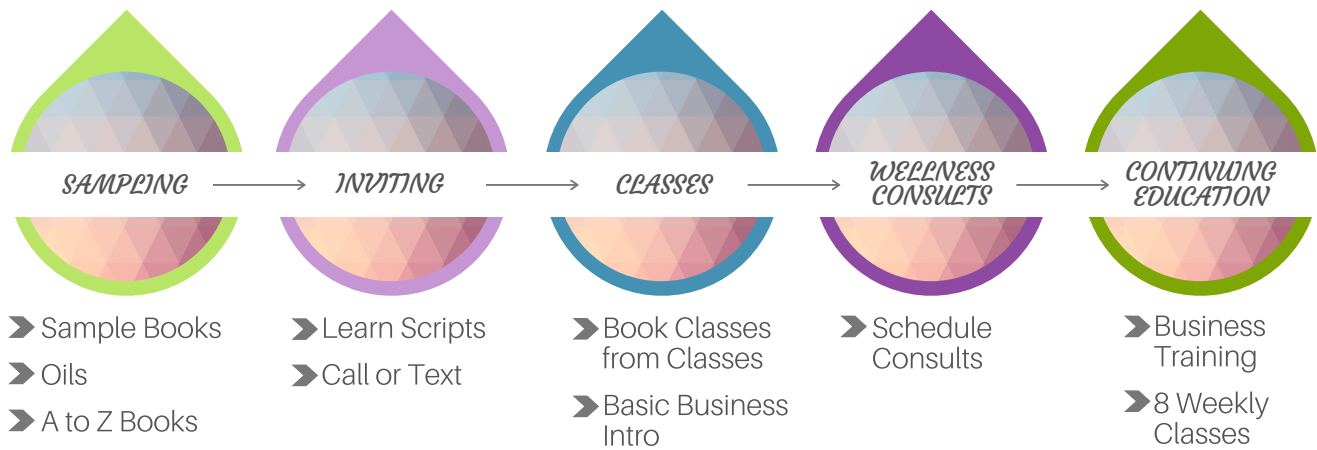 SAMPLING
INVITING
CLASSES
WELLNESS
CONSULTS
CONTINUING
EDUCATION
Sample Books
Oils
A to Z Books
Learn Scripts
Call or Text
Book Classes
from Classes
Basic Business
Intro
Schedule
Consults
Business
Training
8 Weekly
Classes